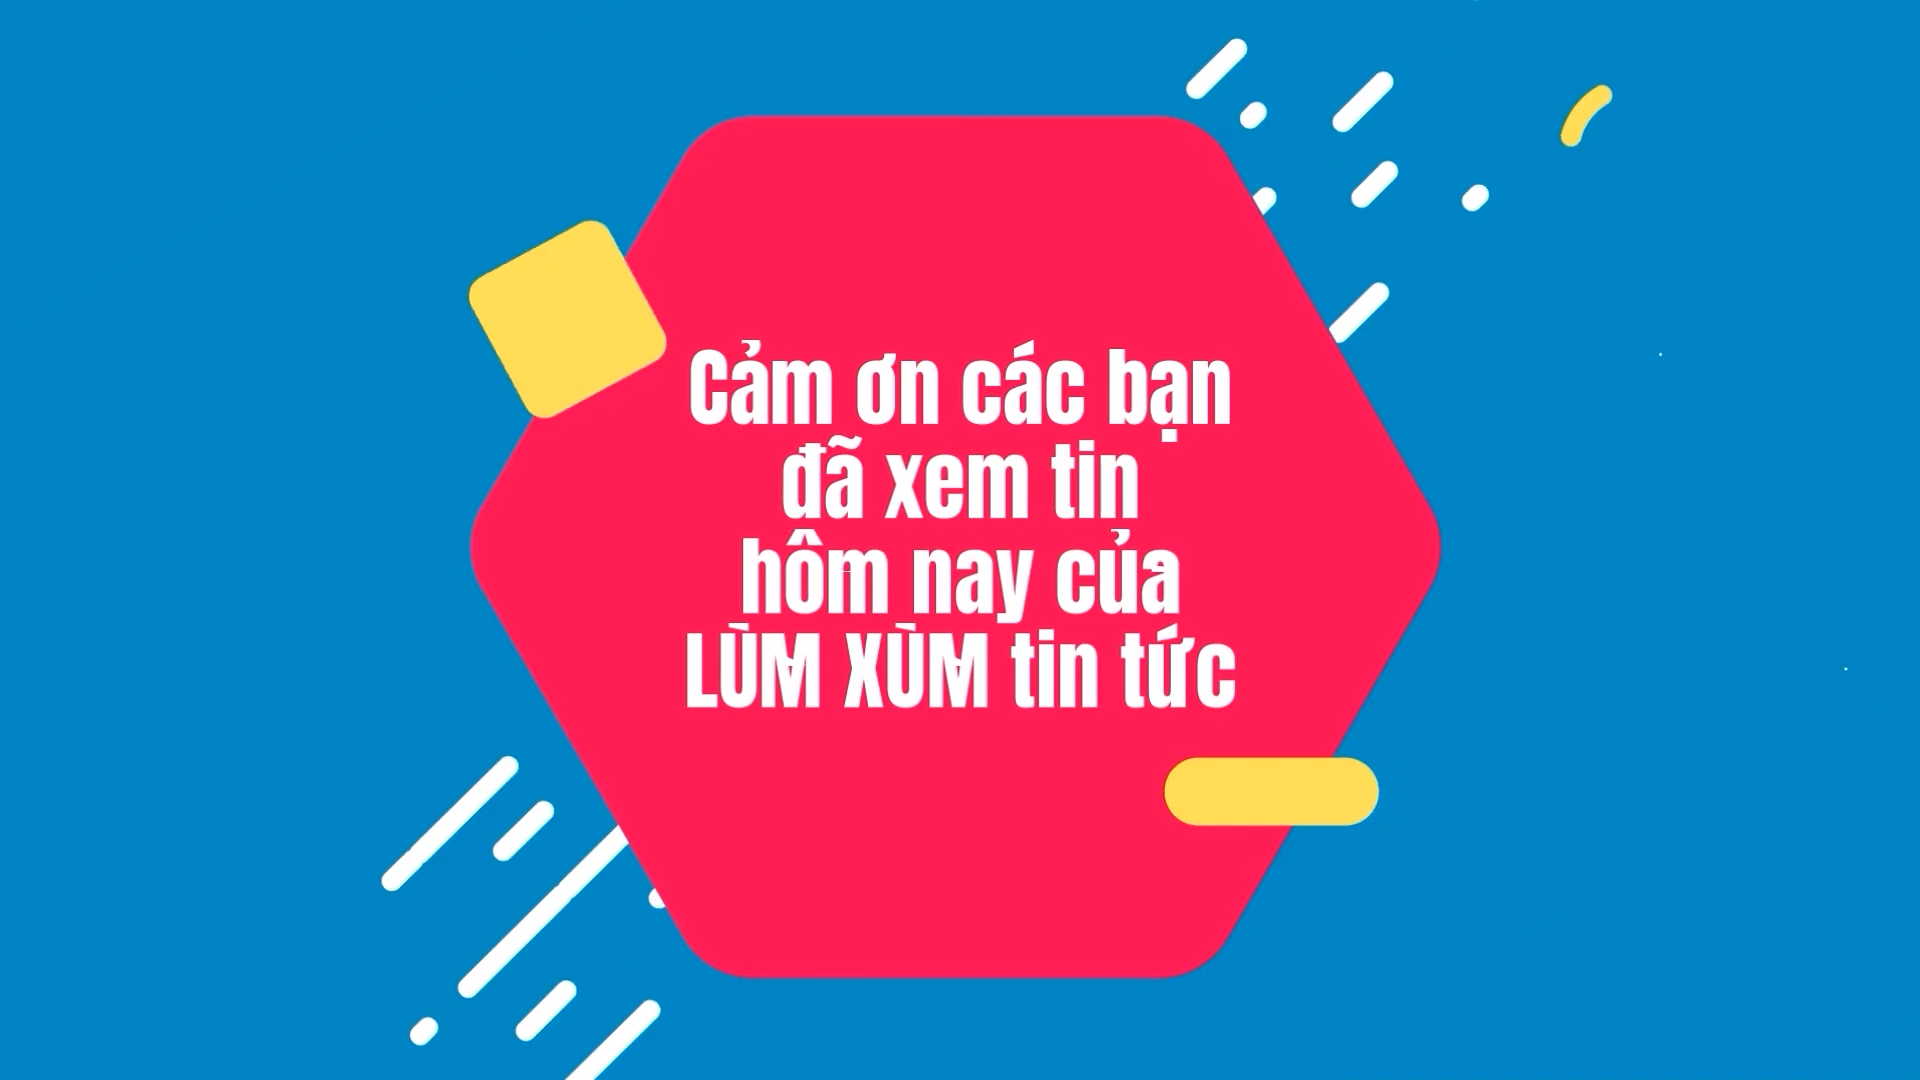 Cảm ơn các bạn
đã xem tin
hôm nay của
LÙM XÙM tin tức